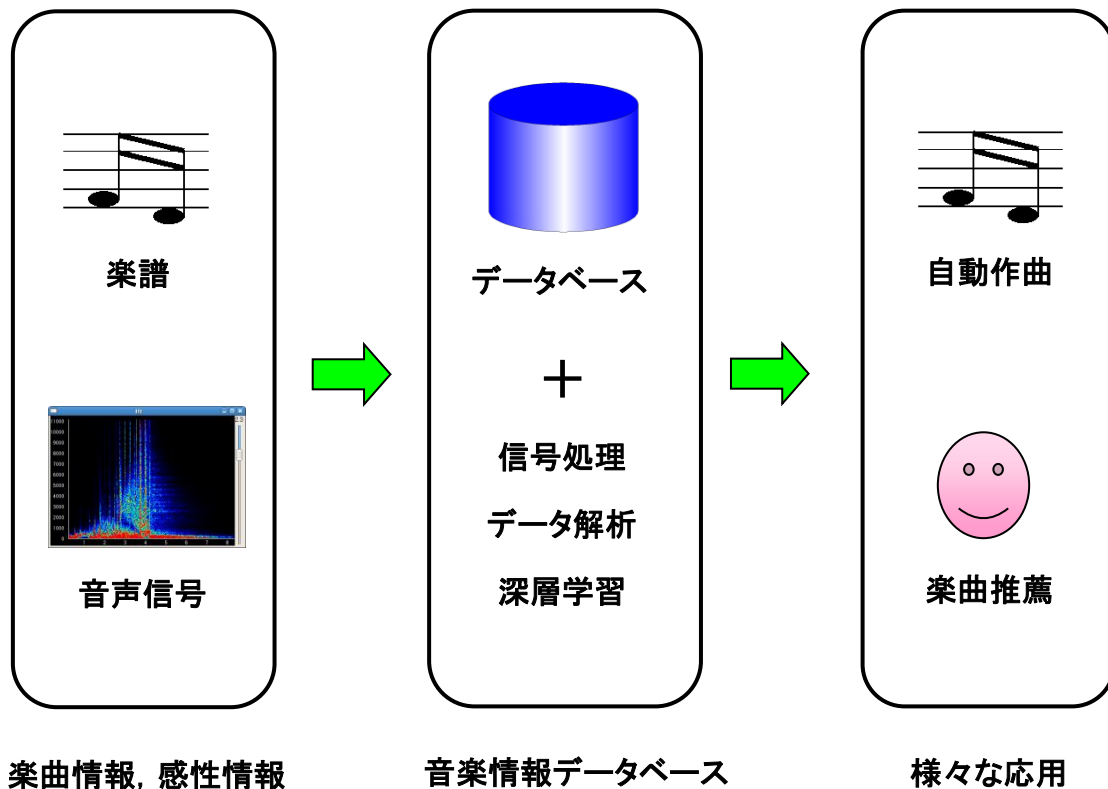 楽譜
音声信号
楽曲情報, 感性情報
データベース
+
信号処理
データ解析
深層学習
音楽情報データベース
自動作曲
楽曲推薦
様々な応用